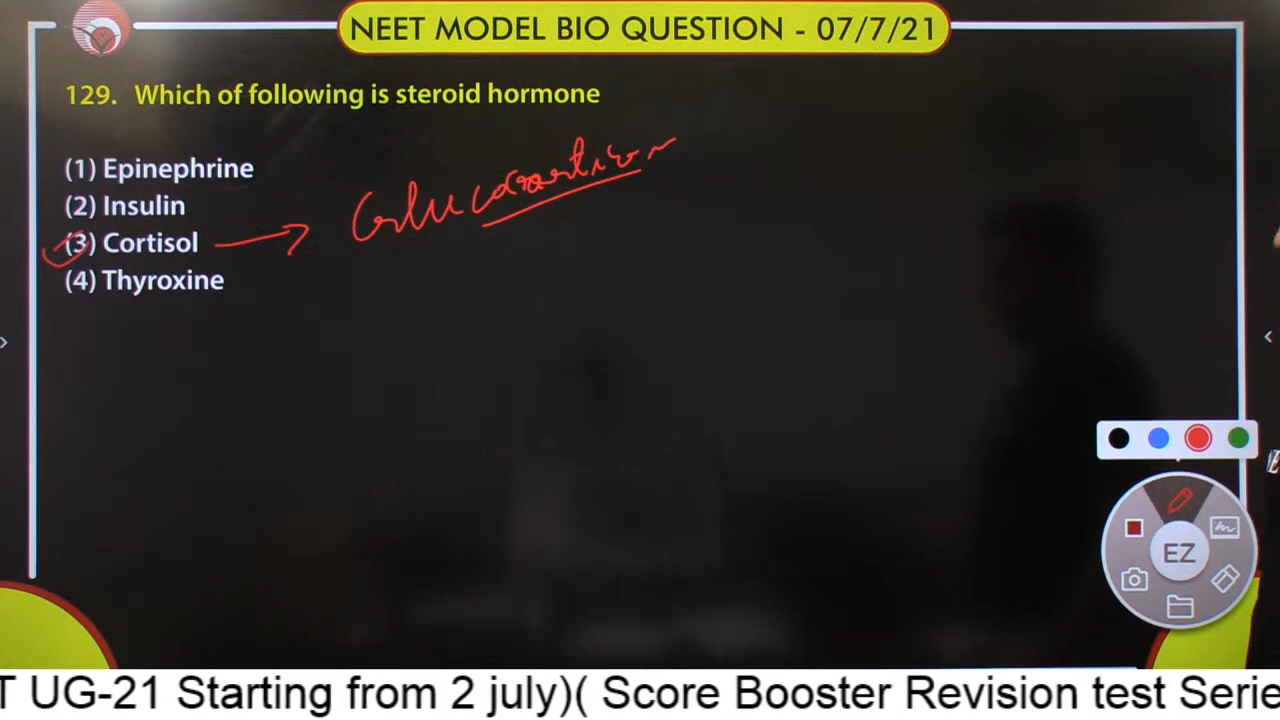 NEET MODEL BIO QUESTION - 07/7/21
129. Which of following is steroid hormone
(1) Epinephrine
(2) Insulin
(3) Cortisol
(4) Thyroxine
EZ
T UG-21 Starting from 2 july)( Score Booster Revision test Serie